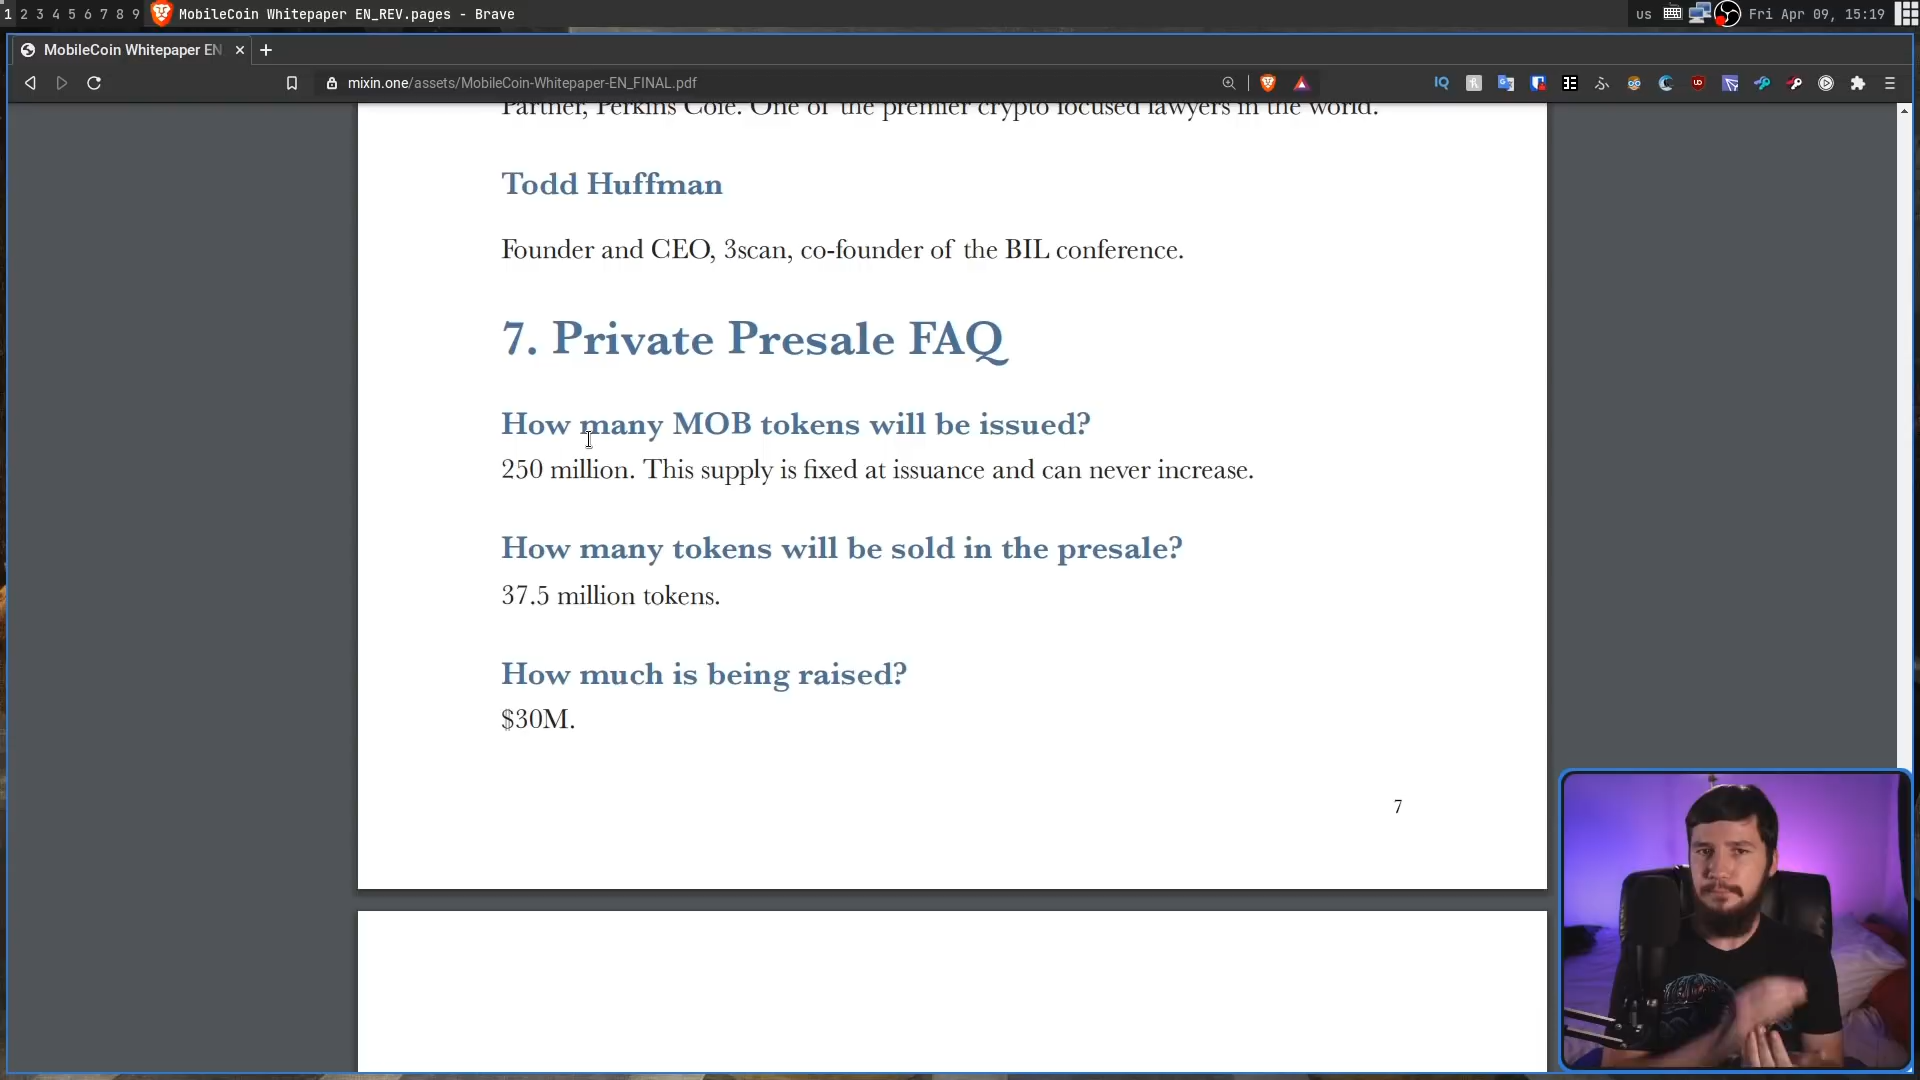 1 2 3 4 5 6 7 8 9 MobileCoin Whitepaper EN_REV.pages - Brave
us Fri Apr 09, 15:19
MobileCoin Whitepaper EN
mixin.one/assets/MobileCoin-Whitepaper-EN_FINAL.pdf
Partner, Perkins Coie. One of the premier crypto focused lawyers in the world.
Todd Huffman
Founder and CEO, 3scan, co-founder of the BIL conference.
7. Private Presale FAQ
How many MOB tokens will be issued?
250 million. This supply is fixed at issuance and can never increase.
How many tokens will be sold in the presale?
37.5 million tokens.
How much is being raised?
$30M.
7